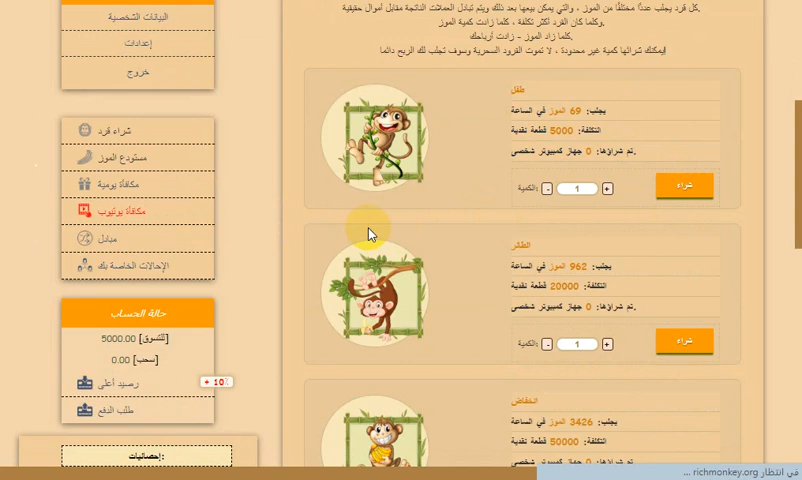 كل قرد يجلب عددًا مختلفًا من الموز ، والتي يمكن بيعها بعد ذلك ويتم تبادل العملات الناتجة مقابل أموال حقيقية.
وكلما كان الفرد أكثر تكلفة ، كلما زادت كمية الموز.
كلما زاد الموز - زادت أرباحك.
يمكنك شرائها كمية غير محدودة ، لا تموت القرود السحرية وسوف تجلب لك الربح دائما!
طفل
يجلب: 69 الموز في الساعة
التكلفة: 5000 قطعة نقدية
تم شراؤها: 0 جهاز كمبيوتر شخصى.
الكمية: - 1 +
شراء
الطائر
يجلب: 962 الموز في الساعة
التكلفة: 20000 قطعة نقدية
تم شراؤها: 0 جهاز كمبيوتر شخصى.
الكمية: - 1 +
شراء
الخفاض
يجلب: 3426 الموز في الساعة
التكلفة: 50000 قطعة نقدية
البيانات الشخصية
إعدادات
خروج
شراء قرد
مستودع الموز
مكافأة يومية
مكافأة يوتيوب
مبادل
الإحالات الخاصة بك
حالة الحساب
[للتسوق] 5000.00
[سحب] 0.00
رصيد أعلى
+ 10٪
طلب الدفع
إحصائيات:
في انتظار richmonkey.org ...